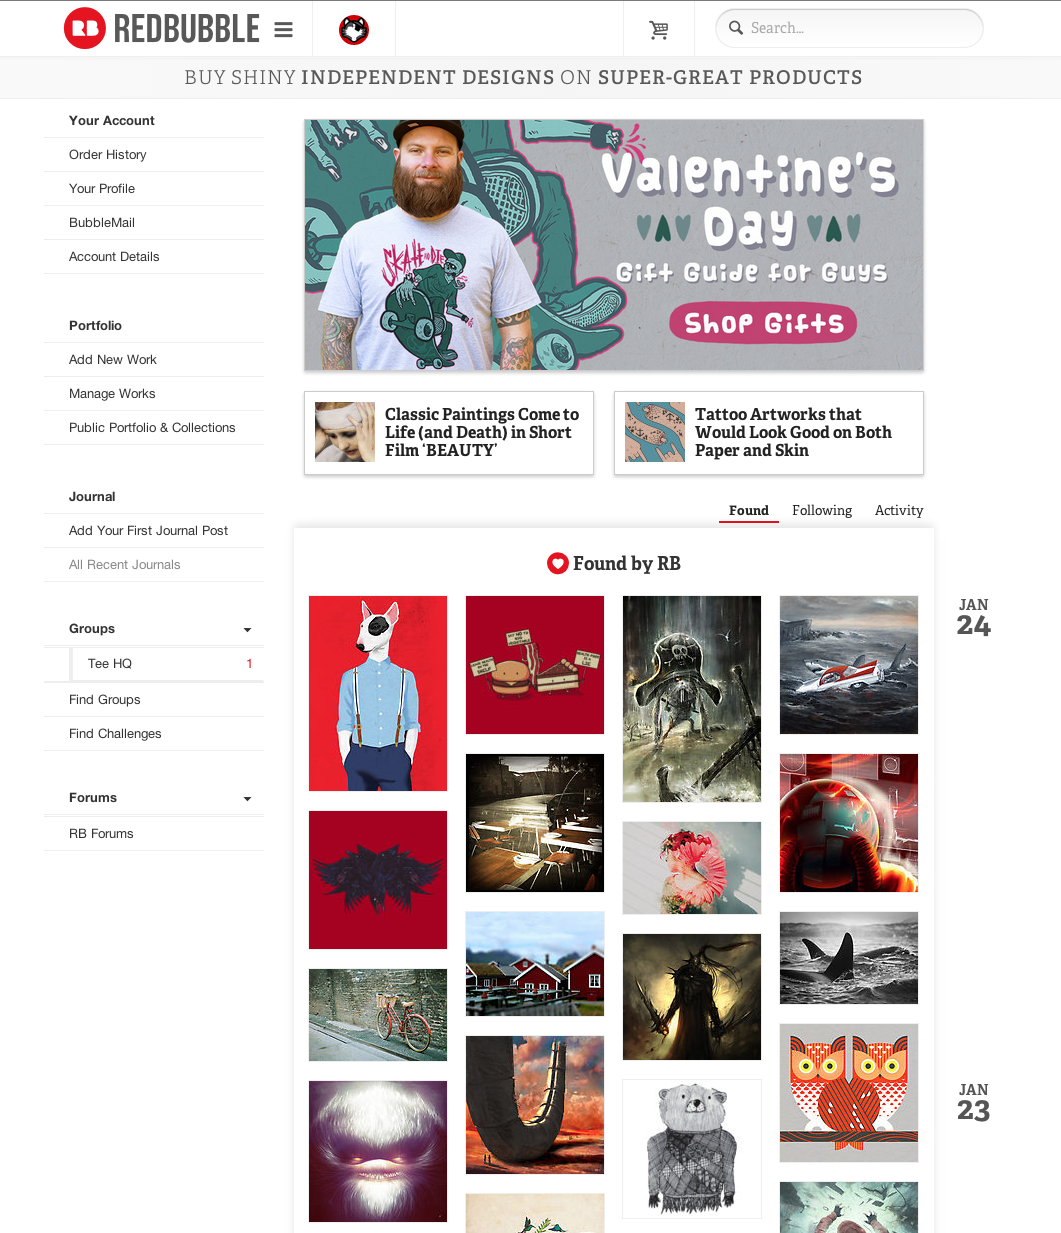 RB REDBUBBLE
Search...
BUY SHINY INDEPENDENT DESIGNS ON SUPER-GREAT PRODUCTS
Your Account
Order History
Your Profile
BubbleMail
Account Details
Portfolio
Add New Work
Manage Works
Public Portfolio & Collections
Journal
Add Your First Journal Post
All Recent Journals
Groups
Tee HQ 1
Find Groups
Find Challenges
Forums
RB Forums
SKATE AND DIE
Valentine's
Day
Gift Guide for Guys
Shop Gifts
Classic Paintings Come to
Life (and Death) in Short
Film ‘BEAUTY’
Tattoo Artworks that
Would Look Good on Both
Paper and Skin
Found Following Activity
Found by RB
JAN
24
JAN
23